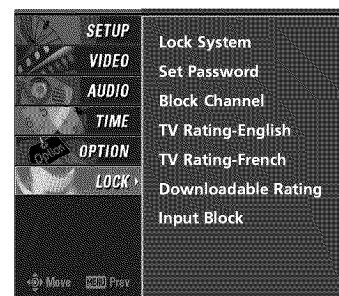 SETUP
VIDEO
AUDIO
TIME
OPTION
Option
LOCK
Lock System
Set Password
Block Channel
TV Rating-English
TV Rating-French
Downloadable Rating
Input Block
Move MENU Prev